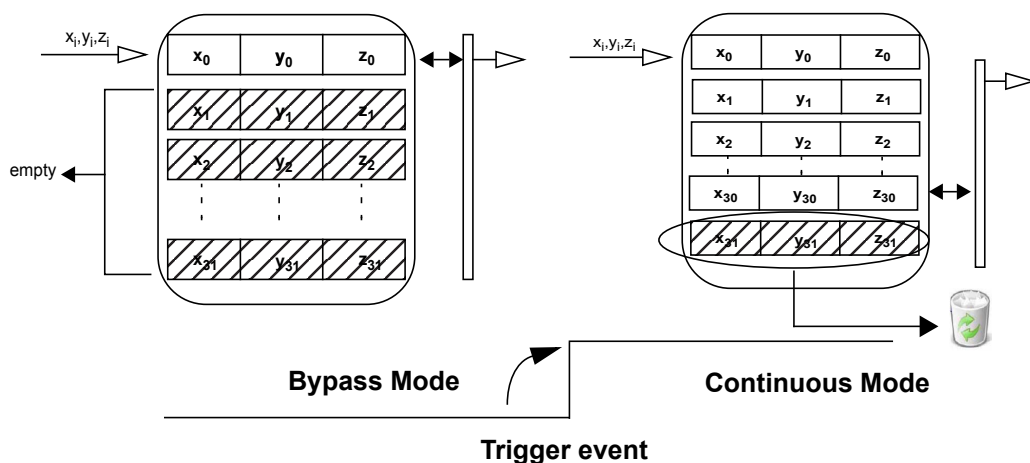 xᵢ,yᵢ,zᵢ
x₀ y₀ z₀
x₁ y₁ z₁
x₂ y₂ z₂
x₃₁ y₃₁ z₃₁
empty
xᵢ,yᵢ,zᵢ
x₀ y₀ z₀
x₁ y₁ z₁
x₂ y₂ z₂
x₃₀ y₃₀ z₃₀
x₃₁ y₃₁ z₃₁
Bypass Mode
Continuous Mode
Trigger event